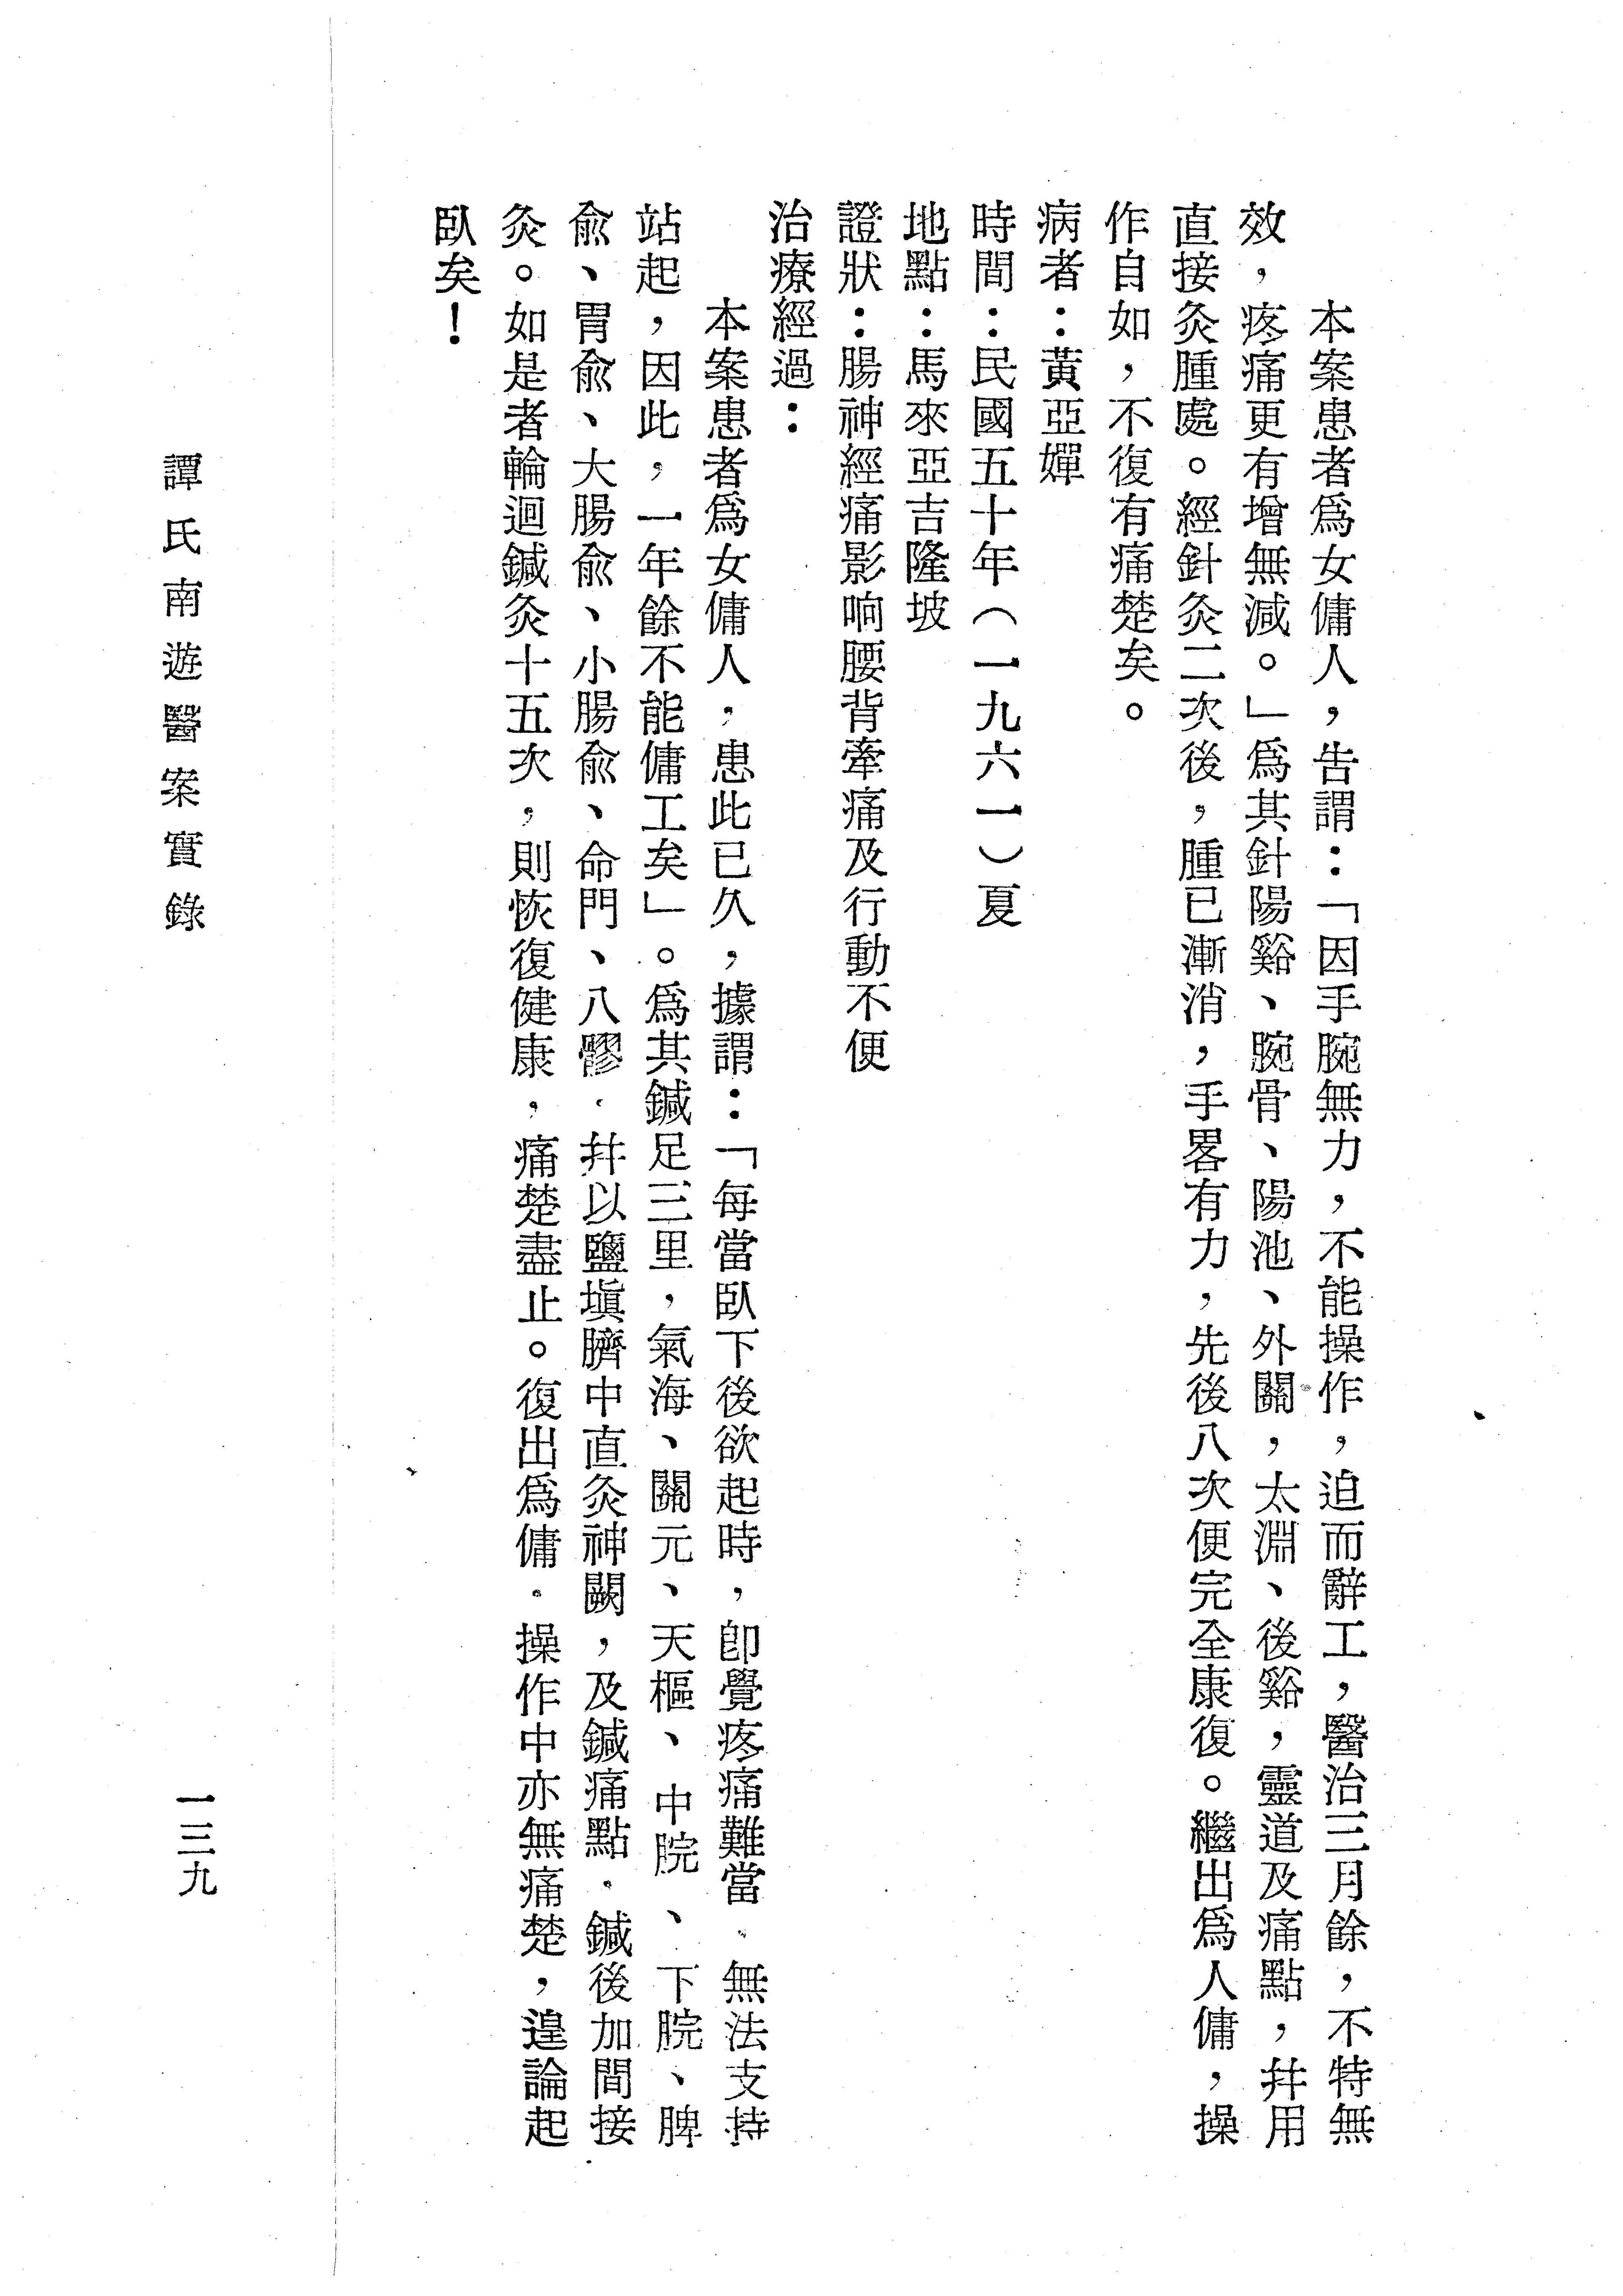 本案患者爲女傭人，告謂：「因手腕無力，不能操作，迫而辭工，醫治三月餘，不特無
效，疼痛更有增無減。」爲其針陽谿、腕骨、陽池、外關，太淵、後谿，靈道及痛點，幷用
直接灸腫處。經針灸二次後，腫已漸消，手畧有力，先後八次便完全康復。繼出爲人傭，操
作自如，不復有痛楚矣。
病者：黃亞嬋
時間：民國五十年（一九六一）夏
地點：馬來亞吉隆坡
證狀：腸神經痛影响腰背牽痛及行動不便
治療經過：
本案患者爲女傭人，患此已久，據謂：「每當臥下後欲起時，卽覺疼痛難當．無法支持
站起，因此，一年餘不能傭工矣」。爲其鍼足三里，氣海、關元、天樞、中脘、下脘、脾
兪、胃兪、大腸兪、小腸兪、命門、八髎．幷以鹽塡臍中直灸神闕，及鍼痛點．鍼後加間接
灸。如是者輪迴鍼灸十五次，則恢復健康，痛楚盡止。復出爲傭．操作中亦無痛楚，遑論起
臥矣！
譚氏南遊醫案實錄
一三九